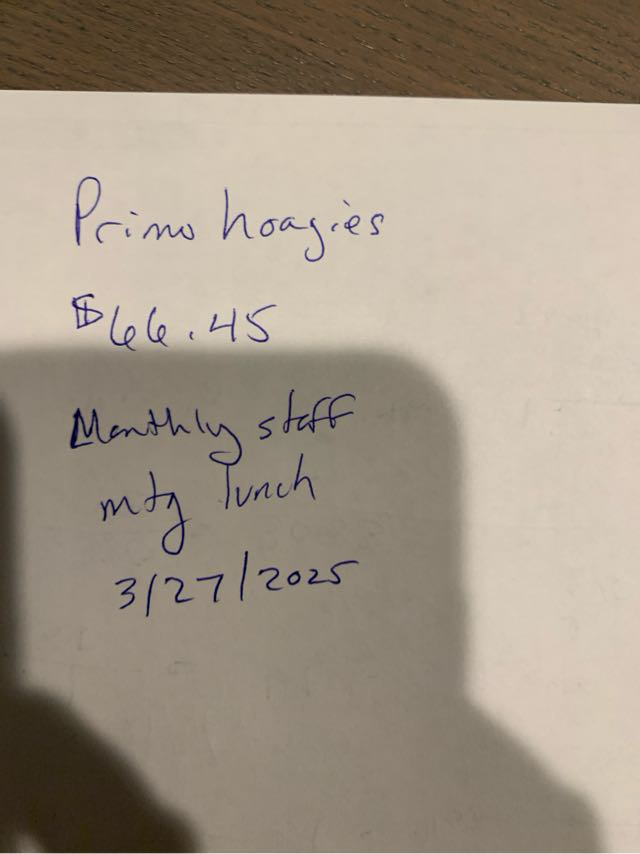 Primo hoagies
$66.45
Monthly staff
mtg lunch
3/27/2025